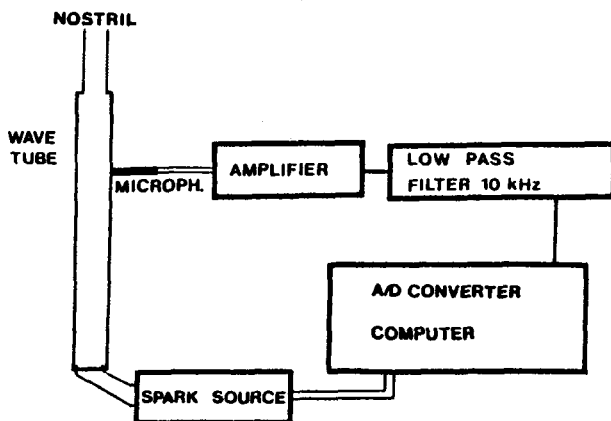 NOSTRIL
WAVE
TUBE
MICROPH.
AMPLIFIER
LOW PASS
FILTER 10 kHz
A/D CONVERTER
COMPUTER
SPARK SOURCE